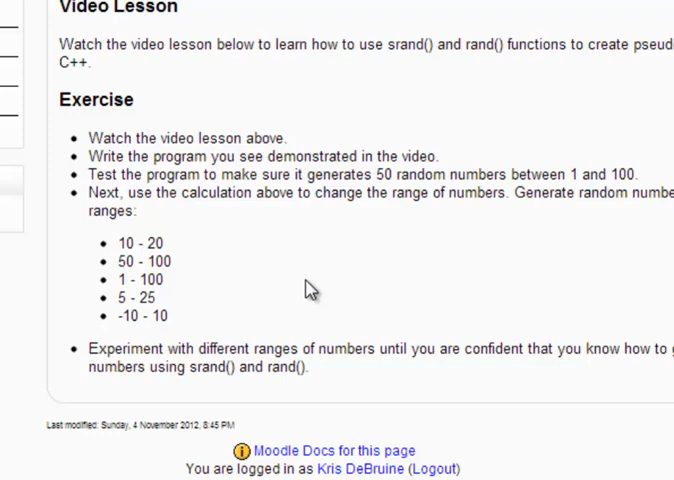 Video Lesson
Watch the video lesson below to learn how to use srand() and rand() functions to create
C++.
Exercise
Watch the video lesson above.
Write the program you see demonstrated in the video.
Test the program to make sure it generates 50 random numbers between 1 and 100.
Next, use the calculation above to change the range of numbers. Generate random
ranges:
10 - 20
50 - 100
1 - 100
5 - 25
-10 - 10
Experiment with different ranges of numbers until you are confident that you know how to
numbers using srand() and rand().
Last modified: Sunday, 4 November 2012, 8:45 PM
Moodle Docs for this page
You are logged in as Kris DeBruine (Logout)